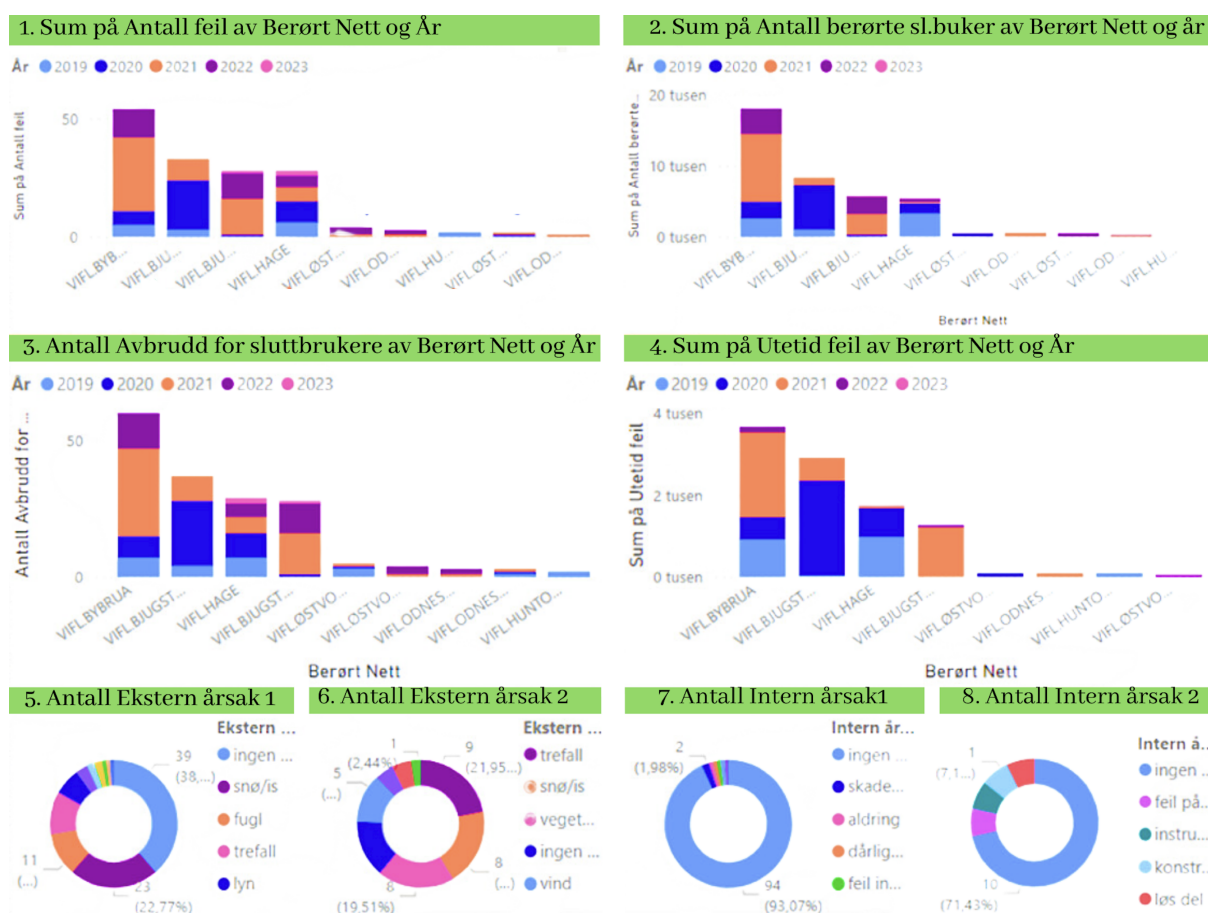 1. Sum på Antall feil av Berørt Nett og År
År 2019 2020 2021 2022 2023
Sum på Antall feil
50
0
VIFL.BYB...
VIFL.BJU...
VIFL.BJU...
VIFL.HAGE
VIFL.ØST...
VIFL.OD...
VIFL.HU...
VIFL.ØST...
VIFL.OD...
2. Sum på Antall berørte sl.buker av Berørt Nett og år
År 2019 2020 2021 2022 2023
Sum på Antall berørte...
20 tusen
10 tusen
0 tusen
VIFL.BYB...
VIFL.BJU...
VIFL.BJU...
VIFL.HAGE
VIFL.ØST...
VIFL.OD...
VIFL.ØST...
VIFL.OD...
VIFL.HU...
Berørt Nett
3. Antall Avbrudd for sluttbrukere av Berørt Nett og År
År 2019 2020 2021 2022 2023
Antall Avbrudd for ...
50
0
VIFL.BYBRUA
VIFL.BJUGST...
VIFL.HAGE
VIFL.BJUGST...
VIFL.ØSTVO...
VIFL.ØSTVO...
VIFL.ODNES...
VIFL.ODNES...
VIFL.HUNTO...
Berørt Nett
4. Sum på Utetid feil av Berørt Nett og År
År 2019 2020 2021 2022 2023
Sum på Utetid feil
4 tusen
2 tusen
0 tusen
VIFL.BYBRUA
VIFL.BJUGST...
VIFL.HAGE
VIFL.BJUGST...
VIFL.ØSTVO...
VIFL.ODNES...
VIFL.HUNTO...
VIFL.ØSTVO...
Berørt Nett
5. Antall Ekstern årsak 1
39
(38,...)
11
(...)
23
(22,77%)
Ekstern ...
ingen ...
snø/is
fugl
trefall
lyn
6. Antall Ekstern årsak 2
1
(2,44%)
9
(21,95...)
5
(...)
8
(...)
8
(19,51%)
Ekstern ...
trefall
snø/is
veget...
ingen ...
vind
7. Antall Intern årsak1
2
(1,98%)
94
(93,07%)
Intern år...
ingen ...
skade...
aldring
dårlig...
feil in...
8. Antall Intern årsak 2
1
(7,1...)
10
(71,43%)
Intern å...
ingen ...
feil på...
instru...
konstr...
løs del